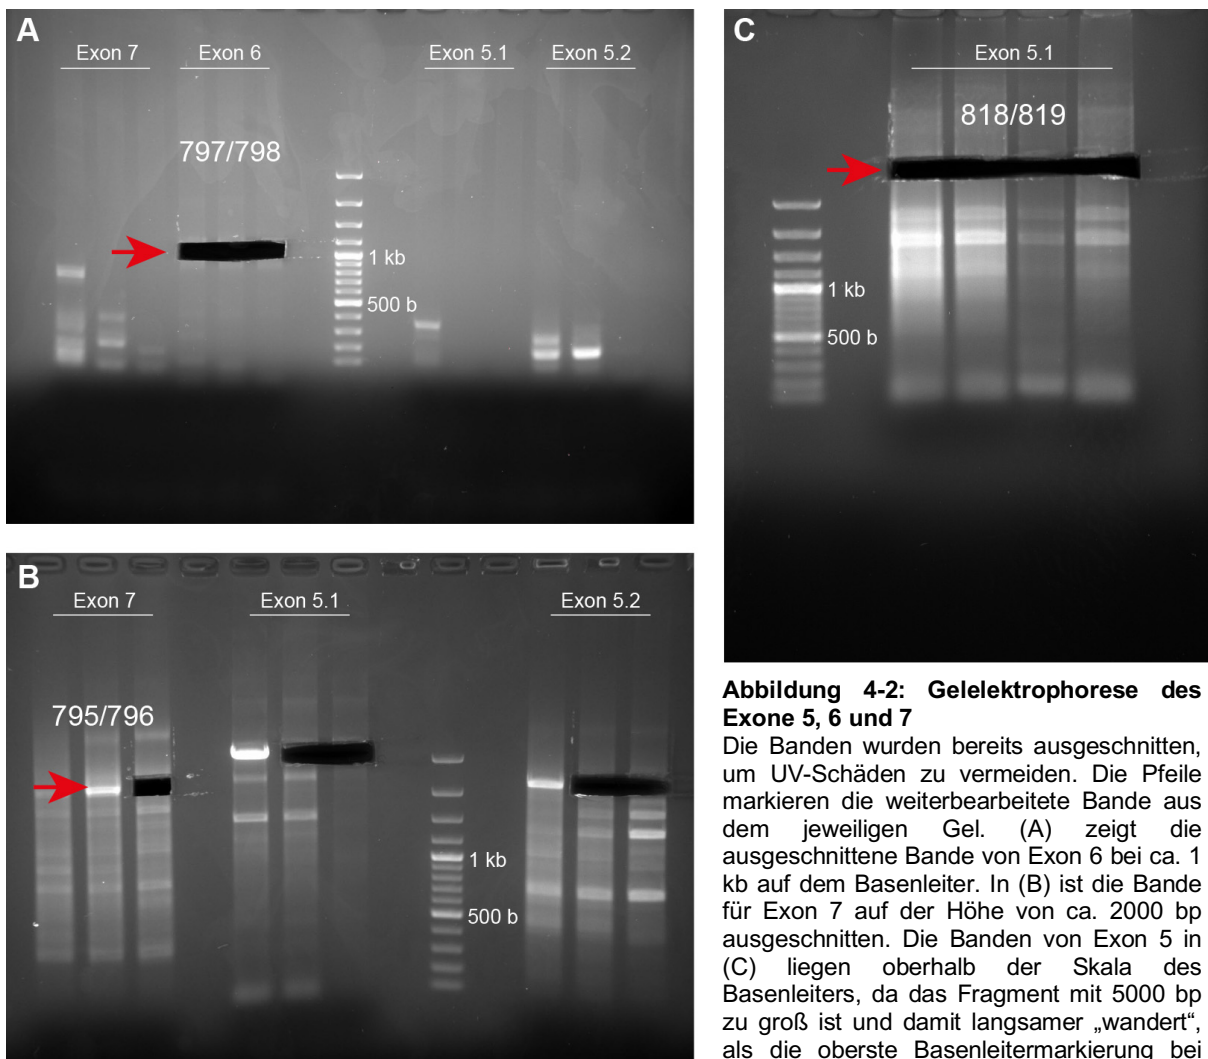 A
Exon 7
Exon 6
Exon 5.1
Exon 5.2
797/798
1 kb
500 b
B
Exon 7
Exon 5.1
Exon 5.2
795/796
1 kb
500 b
C
Exon 5.1
818/819
1 kb
500 b
Abbildung 4-2: Gelelektrophorese des
Exone 5, 6 und 7
Die Banden wurden bereits ausgeschnitten,
um UV-Schäden zu vermeiden. Die Pfeile
markieren die weiterbearbeitete Bande aus
dem jeweiligen Gel. (A) zeigt die
ausgeschnittene Bande von Exon 6 bei ca. 1
kb auf dem Basenleiter. In (B) ist die Bande
für Exon 7 auf der Höhe von ca. 2000 bp
ausgeschnitten. Die Banden von Exon 5 in
(C) liegen oberhalb der Skala des
Basenleiters, da das Fragment mit 5000 bp
zu groß ist und damit langsamer „wandert“,
als die oberste Basenleitermarkierung bei